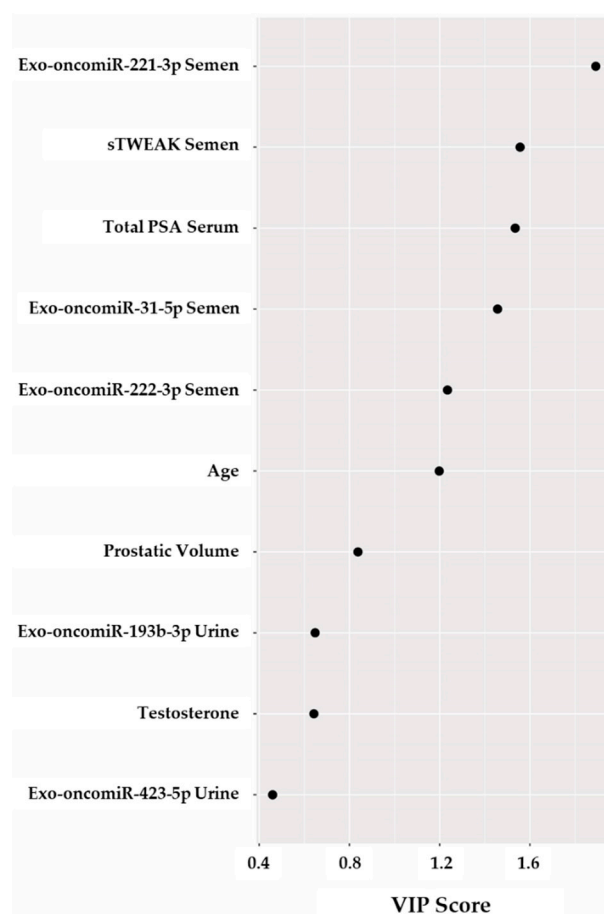 Exo-oncomiR-221-3p Semen
sTWEAK Semen
Total PSA Serum
Exo-oncomiR-31-5p Semen
Exo-oncomiR-222-3p Semen
Age
Prostatic Volume
Exo-oncomiR-193b-3p Urine
Testosterone
Exo-oncomiR-423-5p Urine
0.4 0.8 1.2 1.6
VIP Score